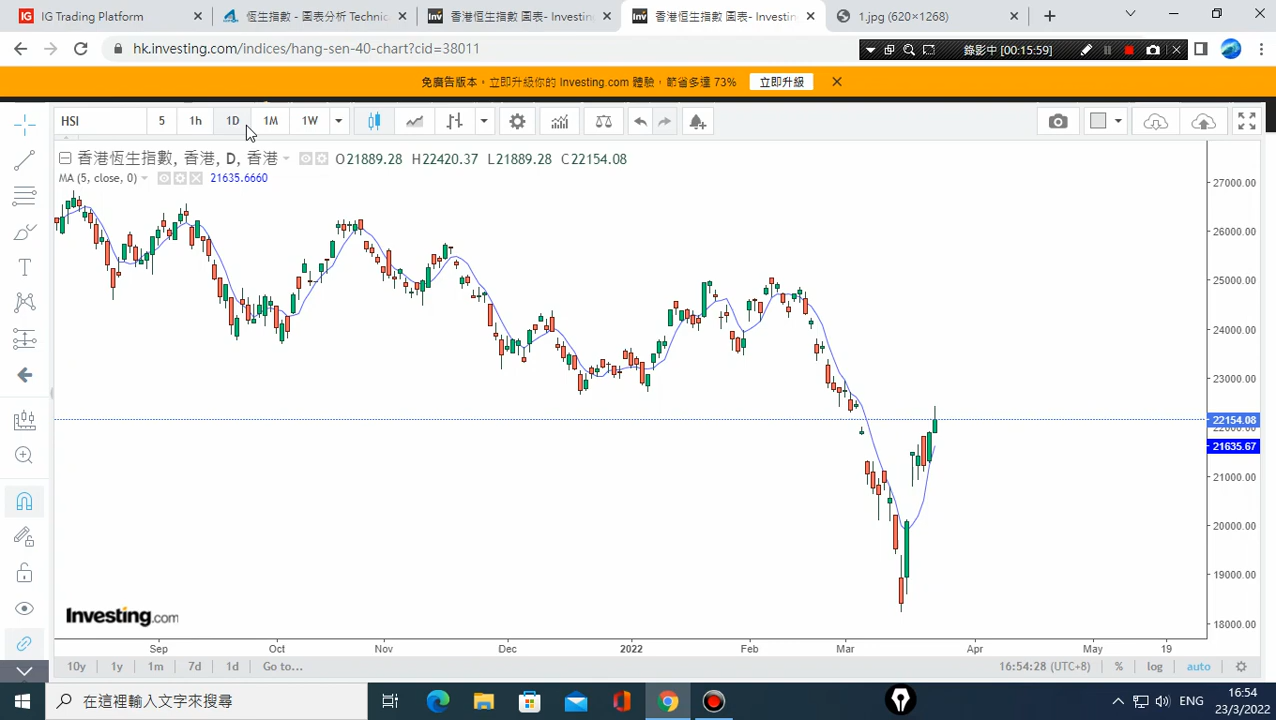 IG Trading Platform
恆生指數 - 圖表分析 Technic
香港恆生指數 圖表- Investin
香港恆生指數 圖表- Investin
1.jpg (620×1268)
hk.investing.com/indices/hang-sen-40-chart?cid=38011
錄影中 [00:15:59]
免廣告版本。立即升級你的 Investing.com 體驗，節省多達 73%
立即升級
HSI
5
1h
1D
1M
1W
香港恆生指數, 香港, D, 香港
O21889.28 H22420.37 L21889.28 C22154.08
MA (5, close, 0)
21635.6660
27000.00
26000.00
25000.00
24000.00
23000.00
22154.08
22000.00
21635.67
21000.00
20000.00
19000.00
18000.00
Investing.com
Sep
Oct
Nov
Dec
2022
Feb
Mar
Apr
May
19
10y
1y
1m
7d
1d
Go to...
16:54:28 (UTC+8)
%
log
auto
在這裡輸入文字來搜尋
ENG
16:54
23/3/2022